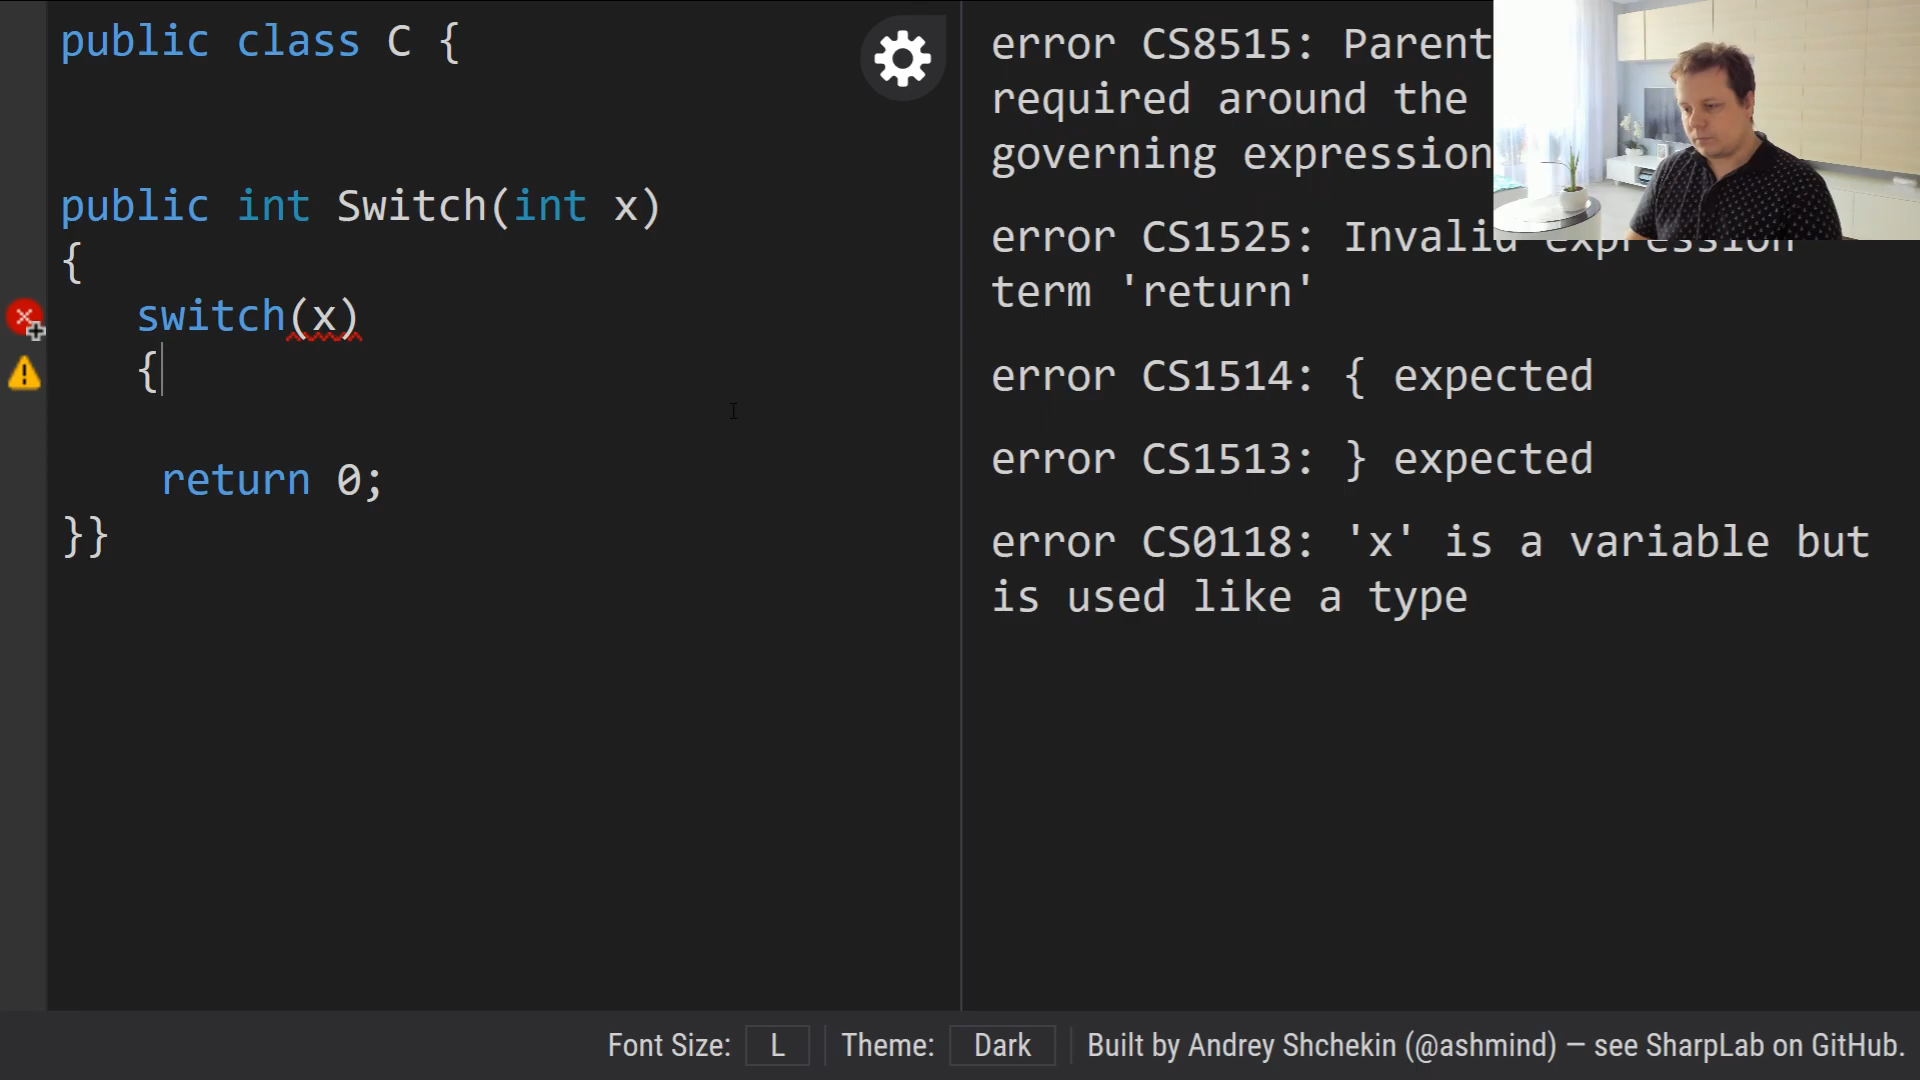 public class C {
public int Switch(int x)
{
switch(x)
{
return 0;
}}
error CS8515: Parent
required around the
governing expression
error CS1525: Invalid expression
term 'return'
error CS1514: { expected
error CS1513: } expected
error CS0118: 'x' is a variable but
is used like a type
Font Size: L Theme: Dark Built by Andrey Shchekin (@ashmind) — see SharpLab on GitHub.